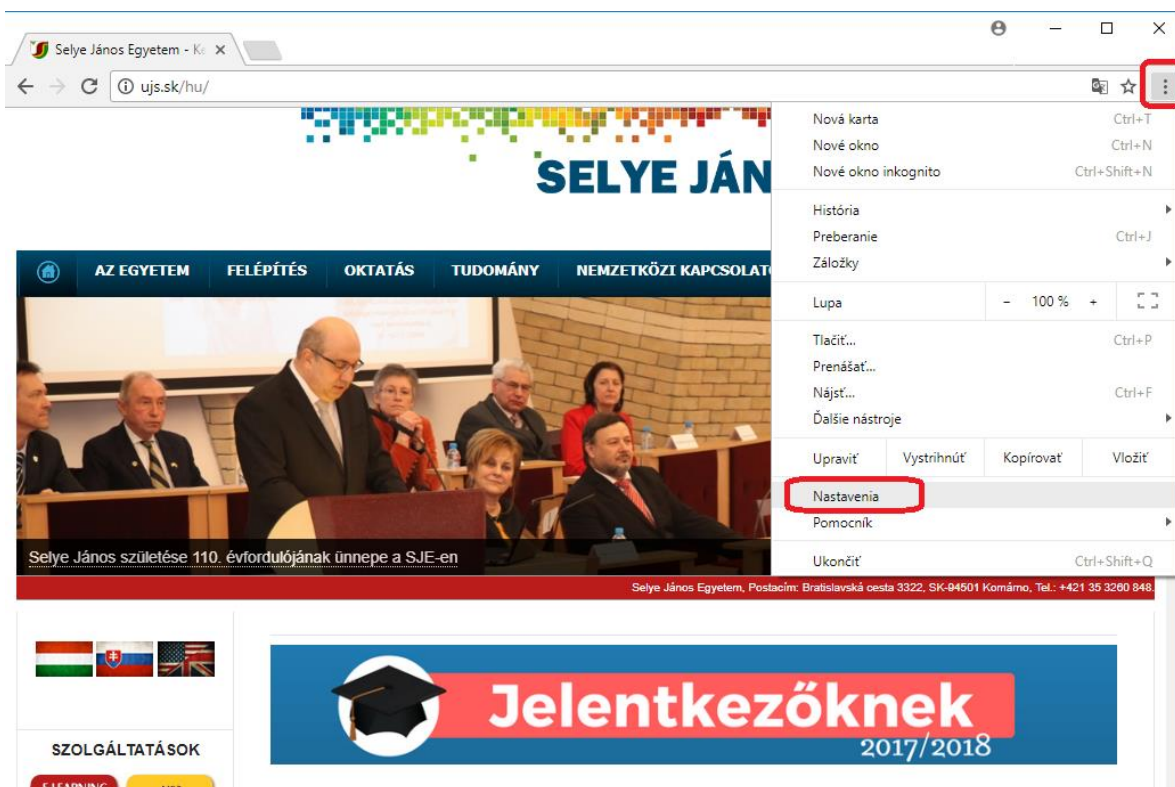 Selye János Egyetem - Ke
ujs.sk/hu/
SELYE JÁN
AZ EGYETEM FELÉPÍTÉS OKTATÁS TUDOMÁNY NEMZETKÖZI KAPCSOLATO
Nová karta Ctrl+T
Nové okno Ctrl+N
Nové okno inkognito Ctrl+Shift+N
História
Preberanie Ctrl+J
Záložky
Lupa - 100 % +
Tlačiť... Ctrl+P
Prenášať...
Nájsť... Ctrl+F
Ďalšie nástroje
Upraviť Vystrihnúť Kopírovať Vložiť
Nastavenia
Pomocník
Ukončiť Ctrl+Shift+Q
Selye János születése 110. évfordulójának ünnepe a SJE-en
Selye János Egyetem, Postacím: Bratislavská cesta 3322, SK-94501 Komárno, Tel.: +421 35 3260 848.
Jelentkezőknek
2017/2018
SZOLGÁLTATÁSOK
E-LEARNING